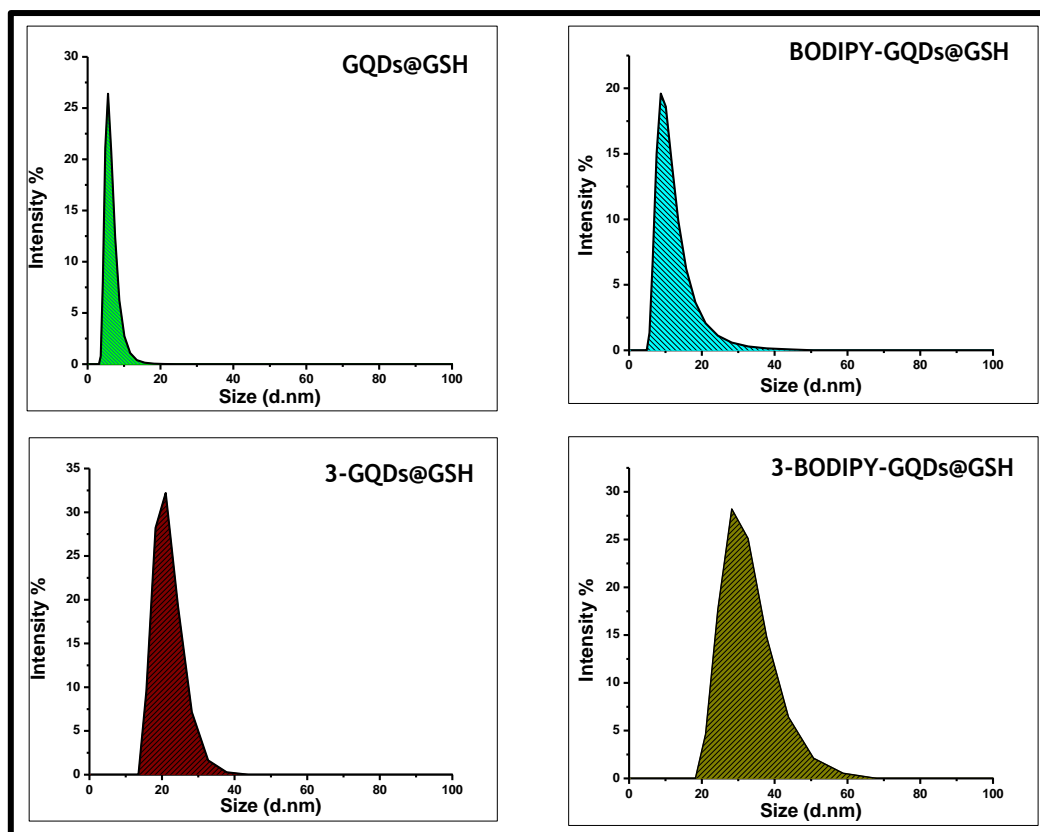 GQDs@GSH
Intensity %
30
25
20
15
10
5
0
0 20 40 60 80 100
Size (d.nm)
BODIPY-GQDs@GSH
Intensity %
20
15
10
5
0
0 20 40 60 80 100
Size (d.nm)
3-GQDs@GSH
Intensity %
35
30
25
20
15
10
5
0
0 20 40 60 80 100
Size (d.nm)
3-BODIPY-GQDs@GSH
Intensity %
30
25
20
15
10
5
0
0 20 40 60 80 100
Size (d.nm)